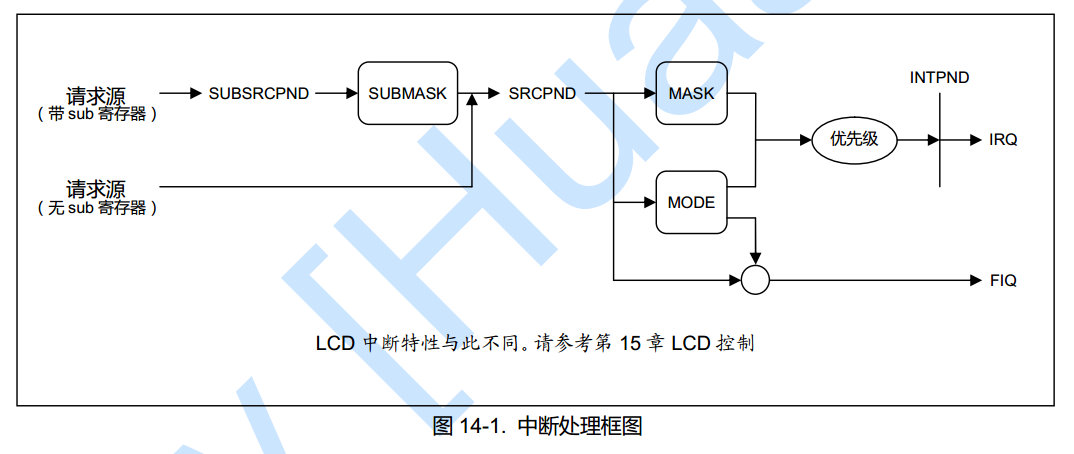 INTPND
请求源 SUBSRCPND SUBMASK SRCPND MASK
（带 sub 寄存器）
优先级 IRQ
请求源
（无 sub 寄存器）
MODE
FIQ
LCD 中断特性与此不同。请参考第 15 章 LCD 控制
图 14-1. 中断处理框图